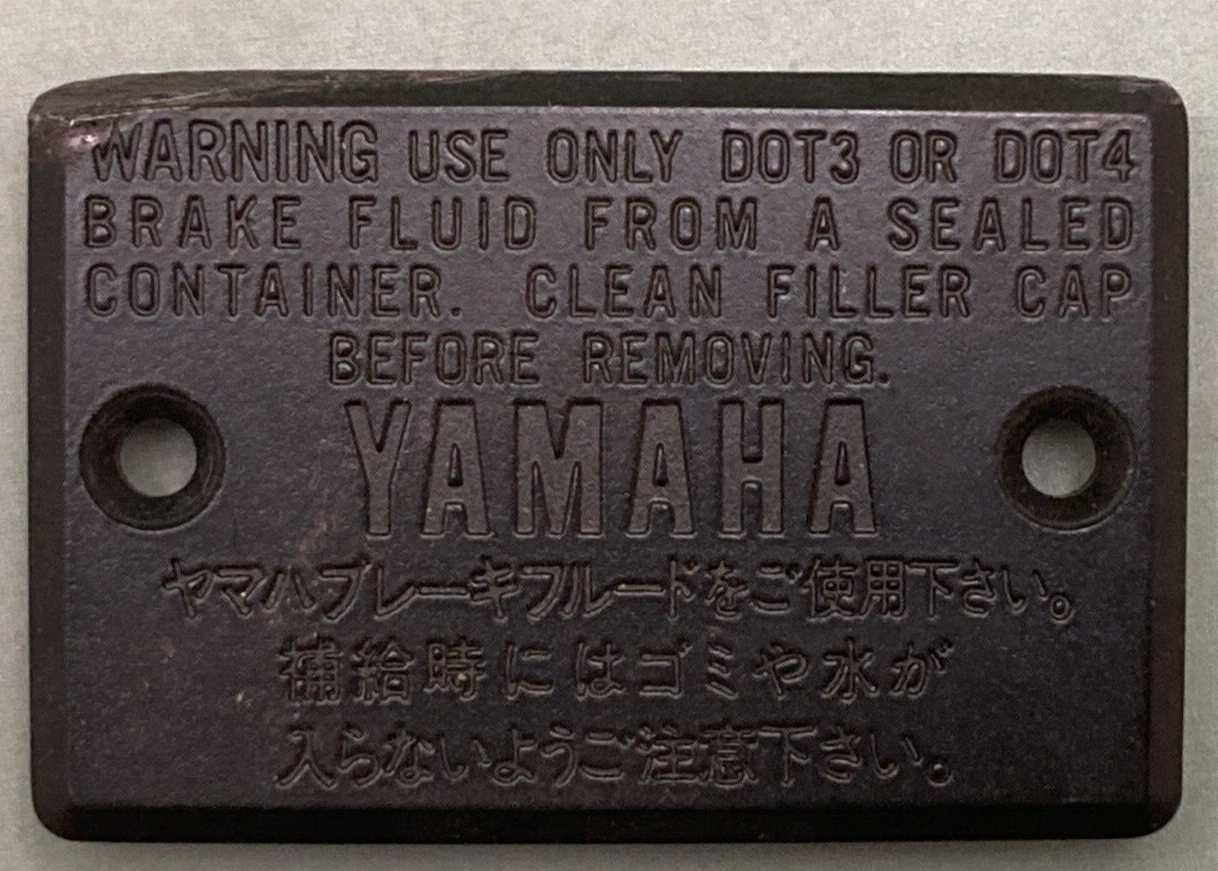 WARNING USE ONLY DOT3 OR DOT4
BRAKE FLUID FROM A SEALED
CONTAINER. CLEAN FILLER CAP
BEFORE REMOVING.
YAMAHA
ヤマハブレーキフルードをご使用下さい。
補給時にはゴミや水が
入らないようご注意下さい。